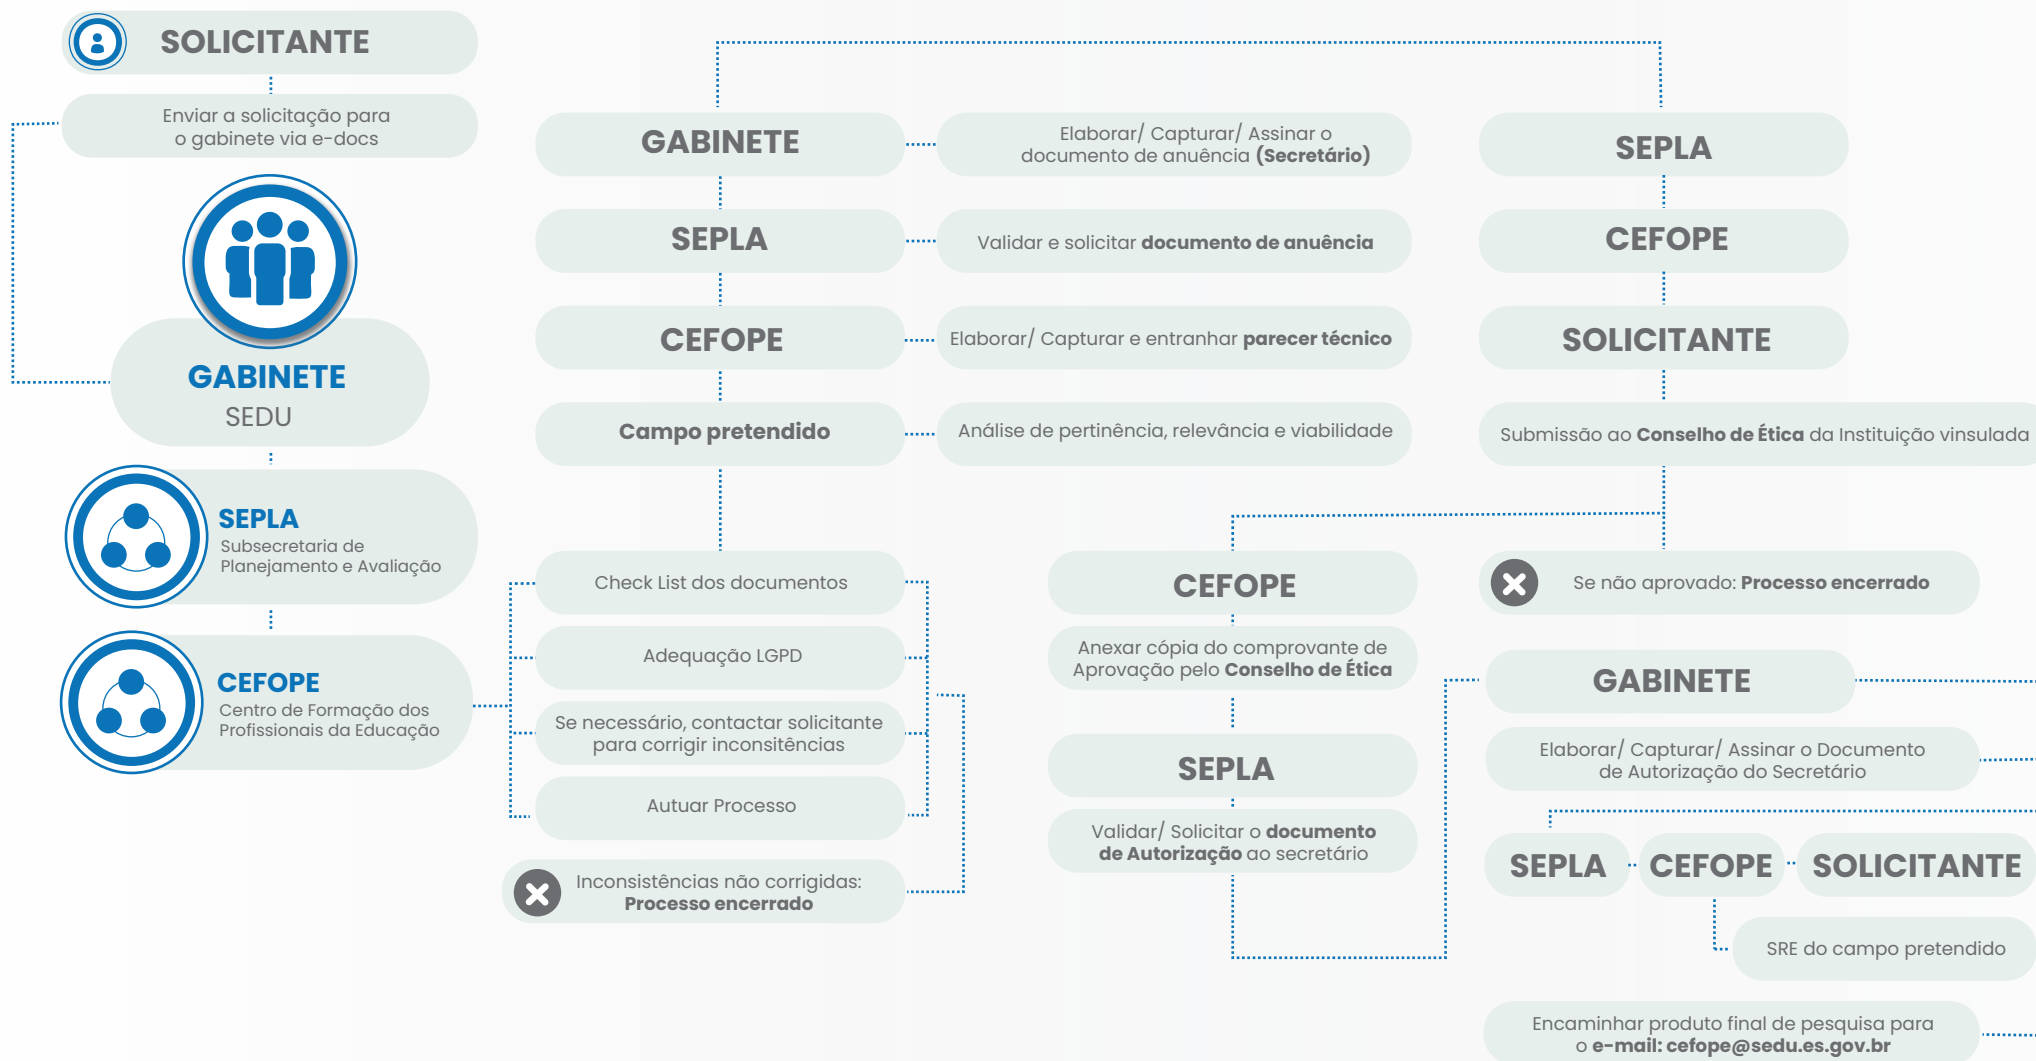 SOLICITANTE
Enviar a solicitação para
o gabinete via e-docs
GABINETE
SEDU
SEPLA
Subsecretaria de
Planejamento e Avaliação
CEFOPE
Centro de Formação dos
Profissionais da Educação
GABINETE
Elaborar/ Capturar/ Assinar o
documento de anuência (Secretário)
SEPLA
Validar e solicitar documento de anuência
CEFOPE
Elaborar/ Capturar e entranhar parecer técnico
Campo pretendido
Análise de pertinência, relevância e viabilidade
Check List dos documentos
Adequação LGPD
Se necessário, contactar solicitante
para corrigir inconsitências
Autuar Processo
Inconsistências não corrigidas:
Processo encerrado
SEPLA
CEFOPE
SOLICITANTE
Submissão ao Conselho de Ética da Instituição vinsulada
CEFOPE
Anexar cópia do comprovante de
Aprovação pelo Conselho de Ética
SEPLA
Validar/ Solicitar o documento
de Autorização ao secretário
Se não aprovado: Processo encerrado
GABINETE
Elaborar/ Capturar/ Assinar o Documento
de Autorização do Secretário
SEPLA
CEFOPE
SOLICITANTE
SRE do campo pretendido
Encaminhar produto final de pesquisa para
o e-mail: cefope@sedu.es.gov.br